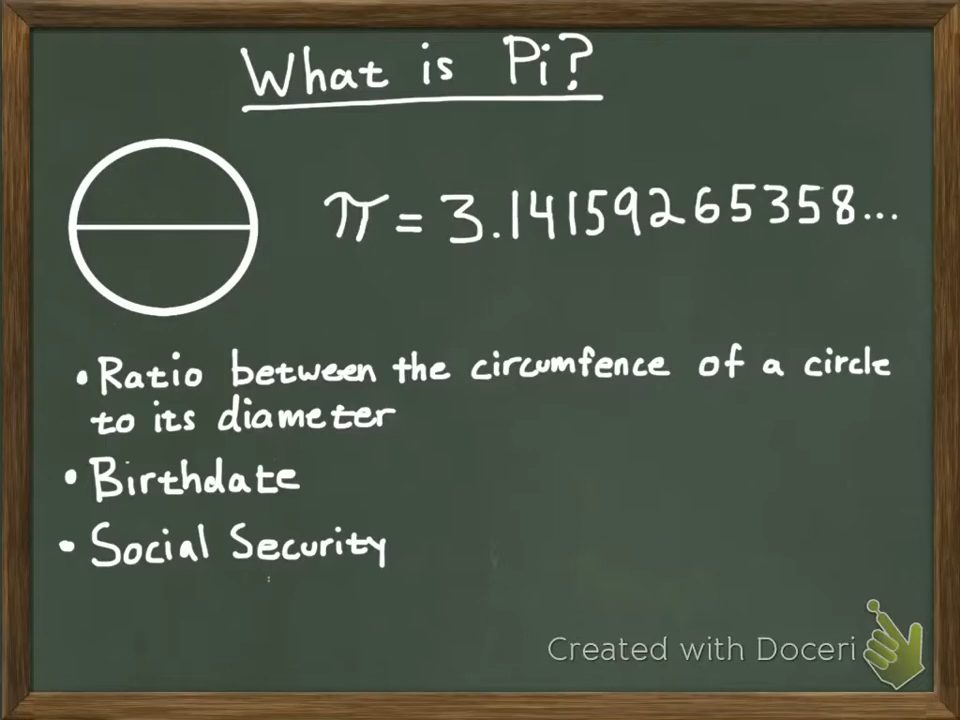 What is Pi?
π = 3.14159265358...
• Ratio between the circumfence of a circle
to its diameter
• Birthdate
• Social Security
Created with Doceri